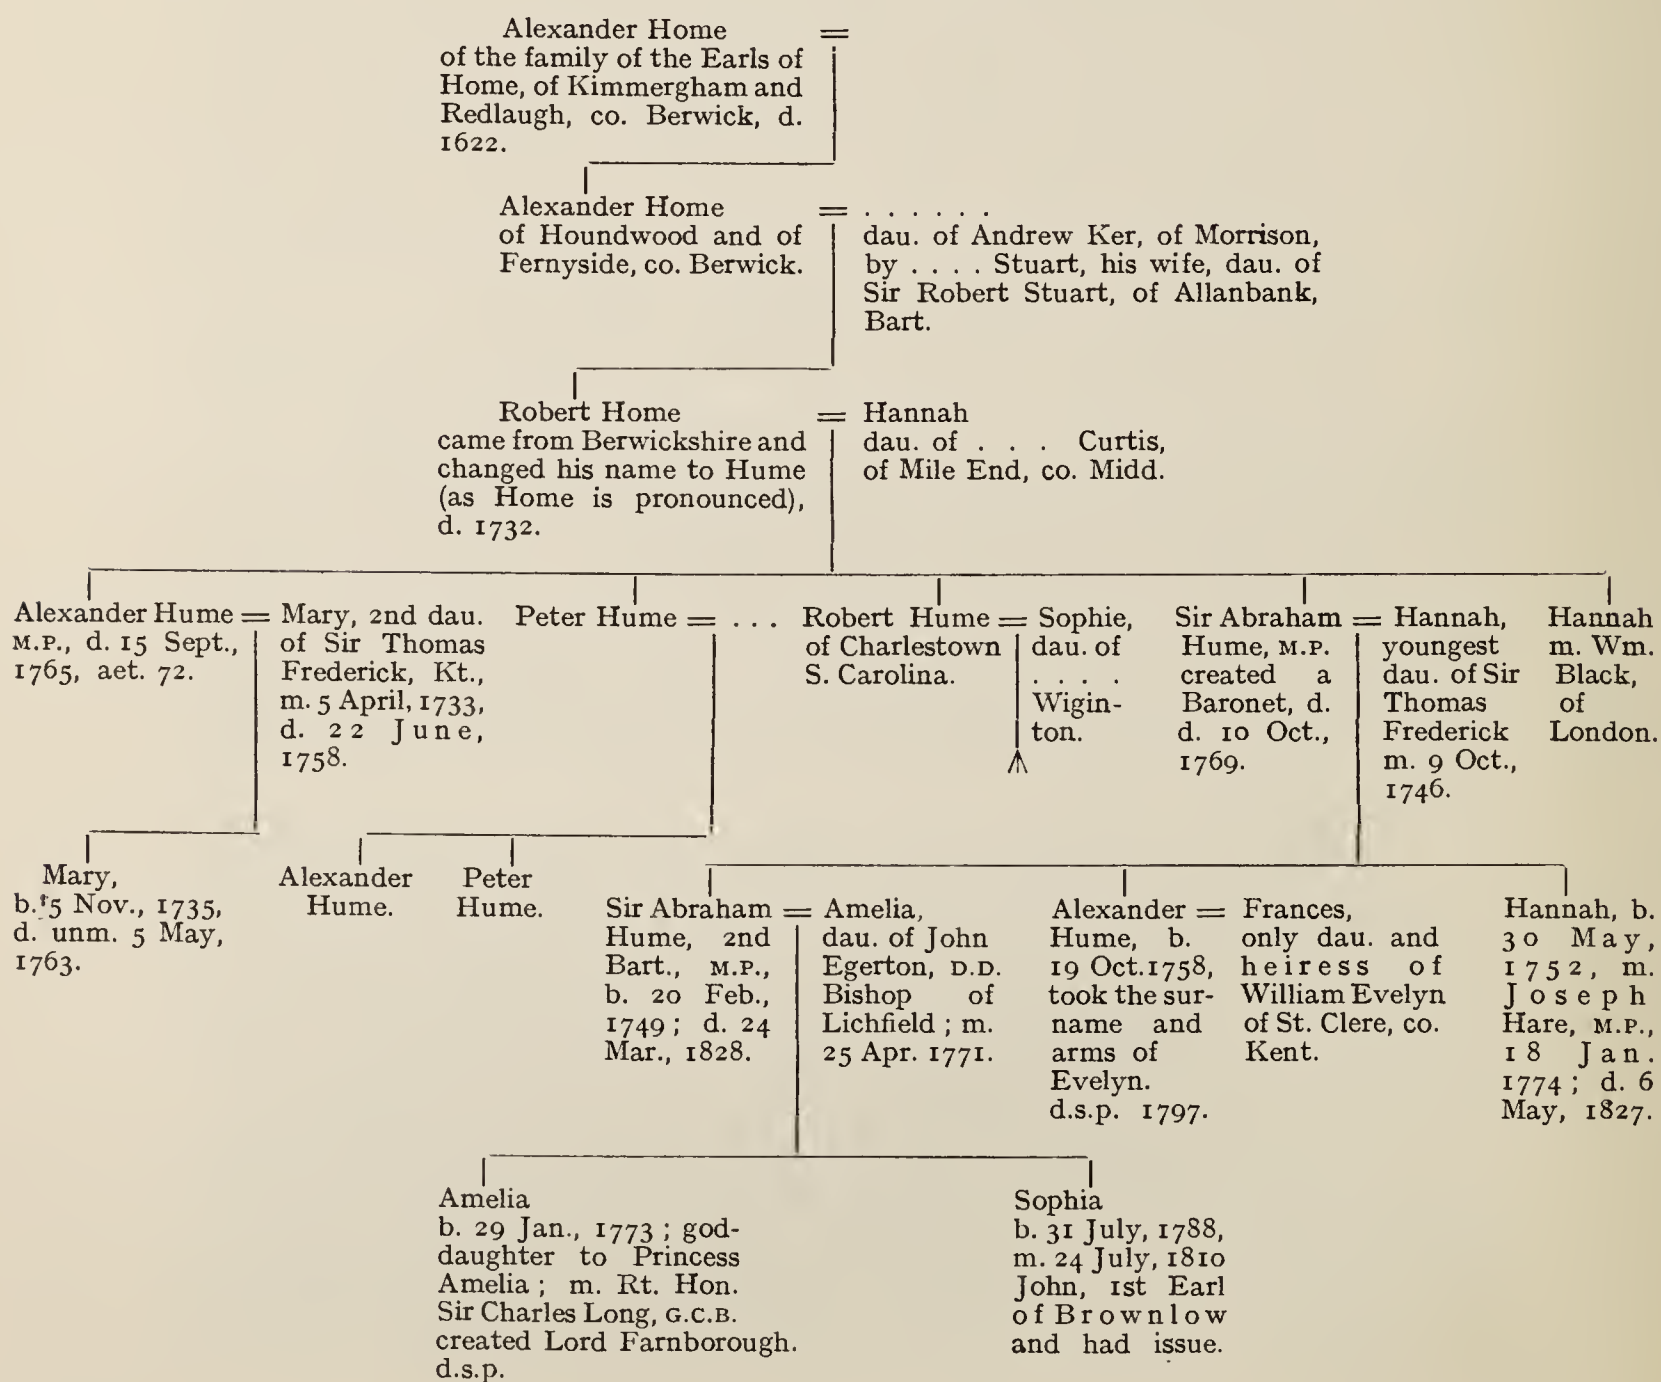 Alexander Home =
of the family of the Earls of
Home, of Kimmergham and
Redlaugh, co. Berwick, d.
1622.
Alexander Home
of Houndwood and of
Fernyside, co. Berwick.
= . . . . . .
dau. of Andrew Ker, of Morrison,
by . . . . Stuart, his wife, dau. of
Sir Robert Stuart, of Allanbank,
Bart.
Robert Home
came from Berwickshire and
changed his name to Hume
(as Home is pronounced),
d. 1732.
= Hannah
dau. of . . . Curtis,
of Mile End, co. Midd.
Alexander Hume =
M.P., d. 15 Sept.,
1765, aet. 72.
Mary, 2nd dau.
of Sir Thomas
Frederick, Kt.,
m. 5 April, 1733,
d. 22 June,
1758.
Peter Hume = . . .
Robert Hume =
of Charlestown
S. Carolina.
Sophie,
dau. of
. . . .
Wigin-
ton.
Sir Abraham =
Hume, M.P.
created a
Baronet, d.
d. 10 Oct.,
1769.
Hannah,
youngest
dau. of Sir
Thomas
Frederick
m. 9 Oct.,
1746.
Hannah
m. Wm.
Black,
of
London.
Mary,
b. 5 Nov., 1735,
d. unm. 5 May,
1763.
Alexander
Hume.
Peter
Hume.
Sir Abraham =
Hume, 2nd
Bart., M.P.,
b. 20 Feb.,
1749 ; d. 24
Mar., 1828.
Amelia,
dau. of John
Egerton, D.D.
Bishop of
Lichfield ; m.
25 Apr. 1771.
Alexander =
Hume, b.
19 Oct.1758,
took the sur-
name and
arms of
Evelyn.
d.s.p. 1797.
Frances,
only dau. and
heiress of
William Evelyn
of St. Clere, co.
Kent.
Hannah, b.
30 May,
1752, m.
Joseph
Hare, M.P.,
18 Jan.
1774 ; d. 6
May, 1827.
Amelia
b. 29 Jan., 1773 ; god-
daughter to Princess
Amelia ; m. Rt. Hon.
Sir Charles Long, G.C.B.
created Lord Farnborough.
d.s.p.
Sophia
b. 31 July, 1788,
m. 24 July, 1810
John, 1st Earl
of Brownlow
and had issue.